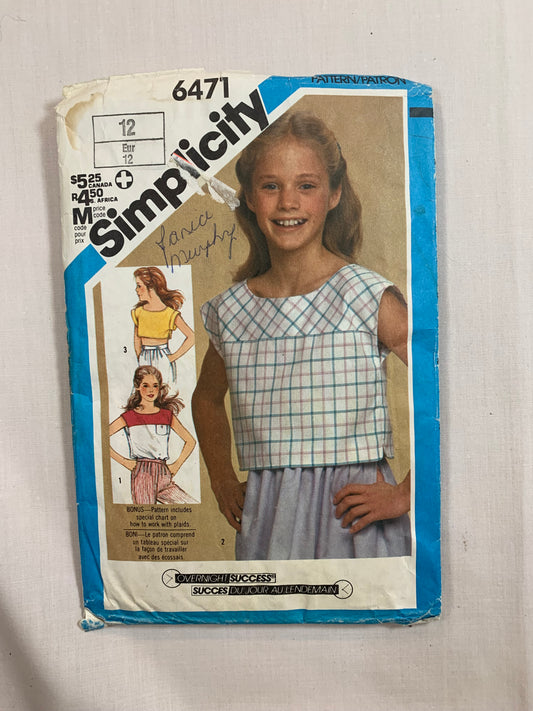 6471
PATTERN/PATRON
12
Eur
12
$5.25 CANADA
R4.50 S. AFRICA
M price code
code pour prix
Simplicity
Murphy
3
1
2
BONUS—Pattern includes
special chart on
how to work with plaids.
BONI—Le patron comprend
un tableau spécial sur
la façon de travailler
avec des écossais.
OVERNIGHT SUCCESS®
SUCCES DU JOUR AU LENDEMAIN